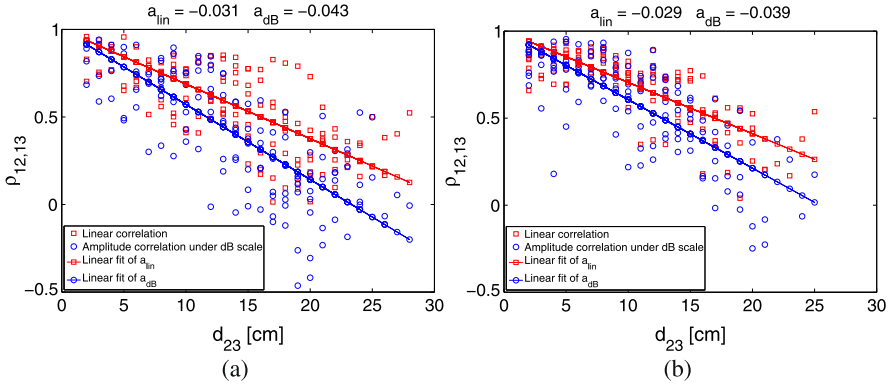 a_lin = −0.031 a_dB = −0.043
1
0.5
0
−0.5
ρ_12,13
Linear correlation
Amplitude correlation under dB scale
Linear fit of a_lin
Linear fit of a_dB
0 5 10 15 20 25 30
d_23 [cm]
(a)
a_lin = −0.029 a_dB = −0.039
1
0.5
0
−0.5
ρ_12,13
Linear correlation
Amplitude correlation under dB scale
Linear fit of a_lin
Linear fit of a_dB
0 5 10 15 20 25 30
d_23 [cm]
(b)